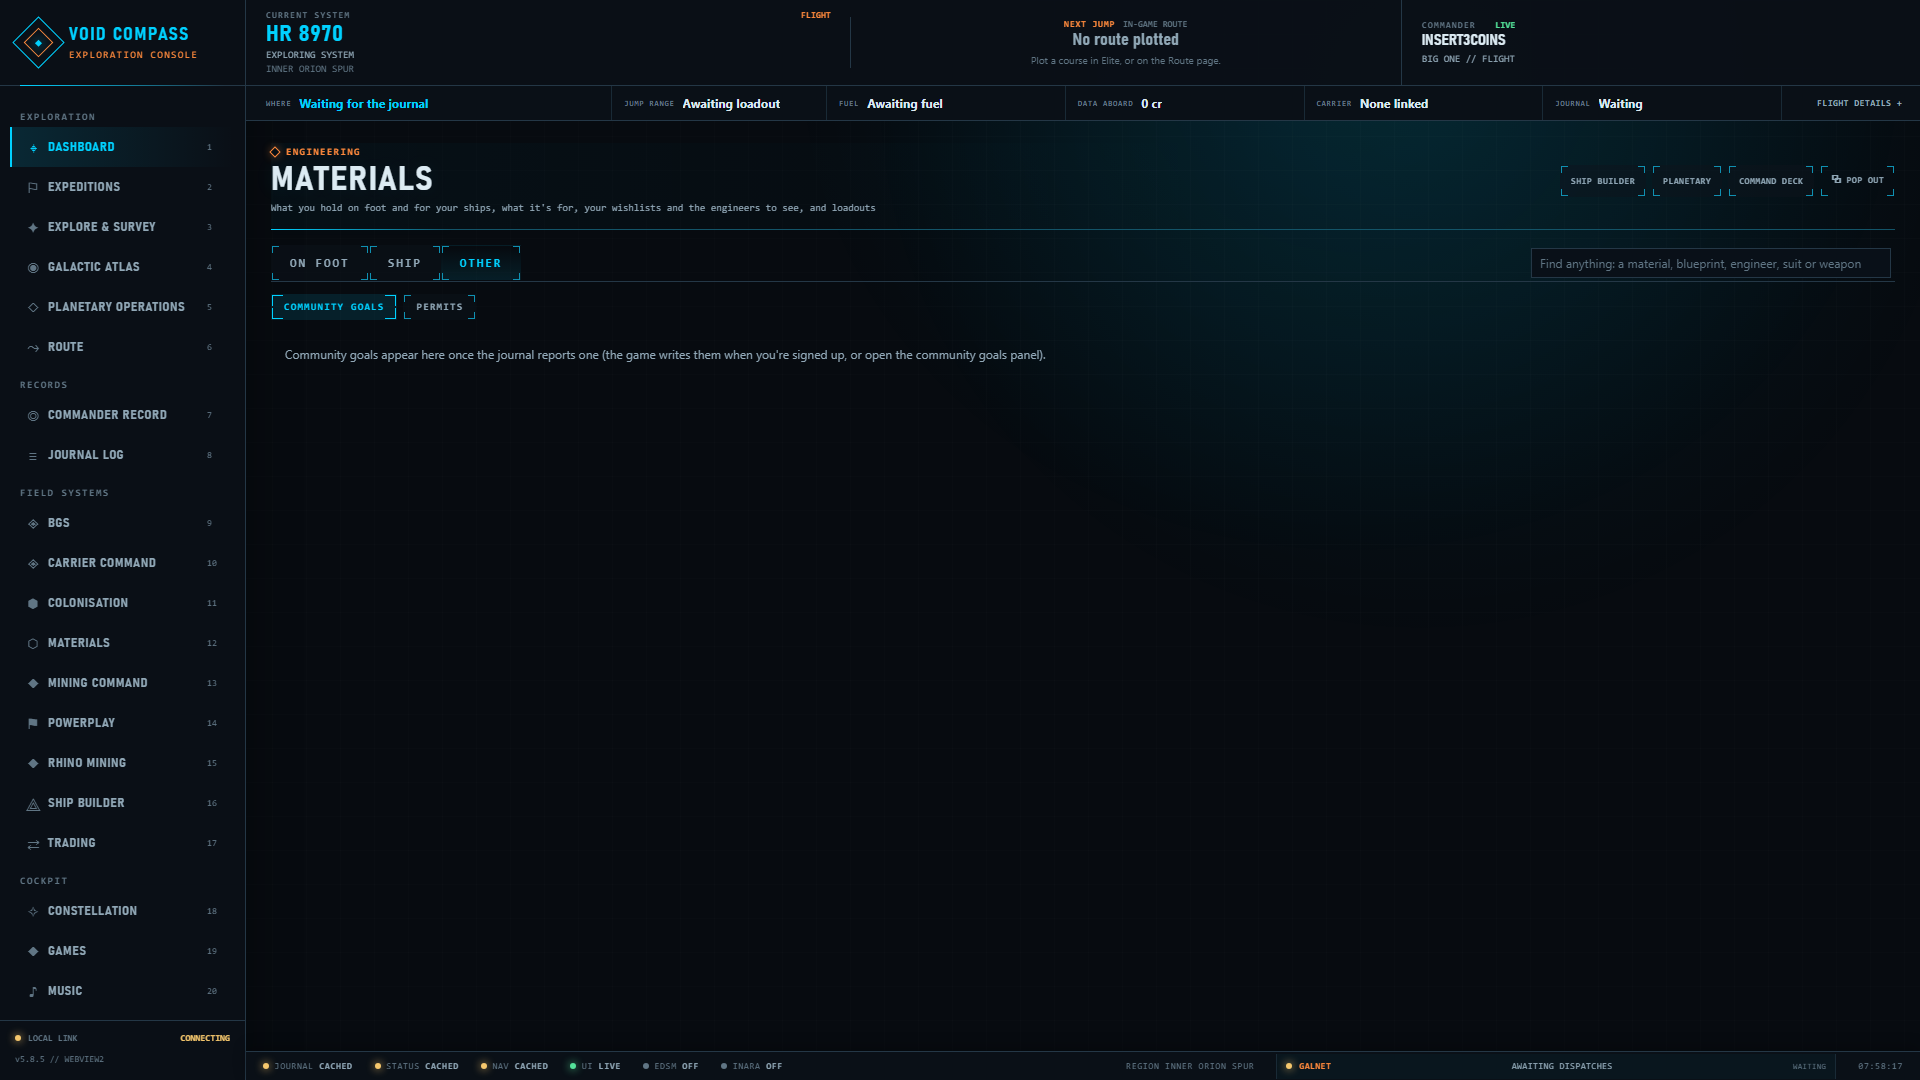 VOID COMPASS
EXPLORATION CONSOLE
CURRENT SYSTEM
HR 8970
EXPLORING SYSTEM
INNER ORION SPUR
FLIGHT
NEXT JUMP IN-GAME ROUTE
No route plotted
Plot a course in Elite, or on the Route page.
COMMANDER LIVE
INSERT3COINS
BIG ONE // FLIGHT
WHERE Waiting for the journal
JUMP RANGE Awaiting loadout
FUEL Awaiting fuel
DATA ABOARD 0 cr
CARRIER None linked
JOURNAL Waiting
FLIGHT DETAILS +
EXPLORATION
DASHBOARD 1
EXPEDITIONS 2
EXPLORE & SURVEY 3
GALACTIC ATLAS 4
PLANETARY OPERATIONS 5
ROUTE 6
RECORDS
COMMANDER RECORD 7
JOURNAL LOG 8
FIELD SYSTEMS
BGS 9
CARRIER COMMAND 10
COLONISATION 11
MATERIALS 12
MINING COMMAND 13
POWERPLAY 14
RHINO MINING 15
SHIP BUILDER 16
TRADING 17
COCKPIT
CONSTELLATION 18
GAMES 19
MUSIC 20
LOCAL LINK CONNECTING
v5.8.5 // WEBVIEW2
ENGINEERING
MATERIALS
What you hold on foot and for your ships, what it's for, your wishlists and the engineers to see, and loadouts
SHIP BUILDER PLANETARY COMMAND DECK POP OUT
ON FOOT SHIP OTHER
Find anything: a material, blueprint, engineer, suit or weapon
COMMUNITY GOALS PERMITS
Community goals appear here once the journal reports one (the game writes them when you're signed up, or open the community goals panel).
JOURNAL CACHED STATUS CACHED NAV CACHED UI LIVE EDSM OFF INARA OFF
REGION INNER ORION SPUR
GALNET AWAITING DISPATCHES WAITING
07:58:17